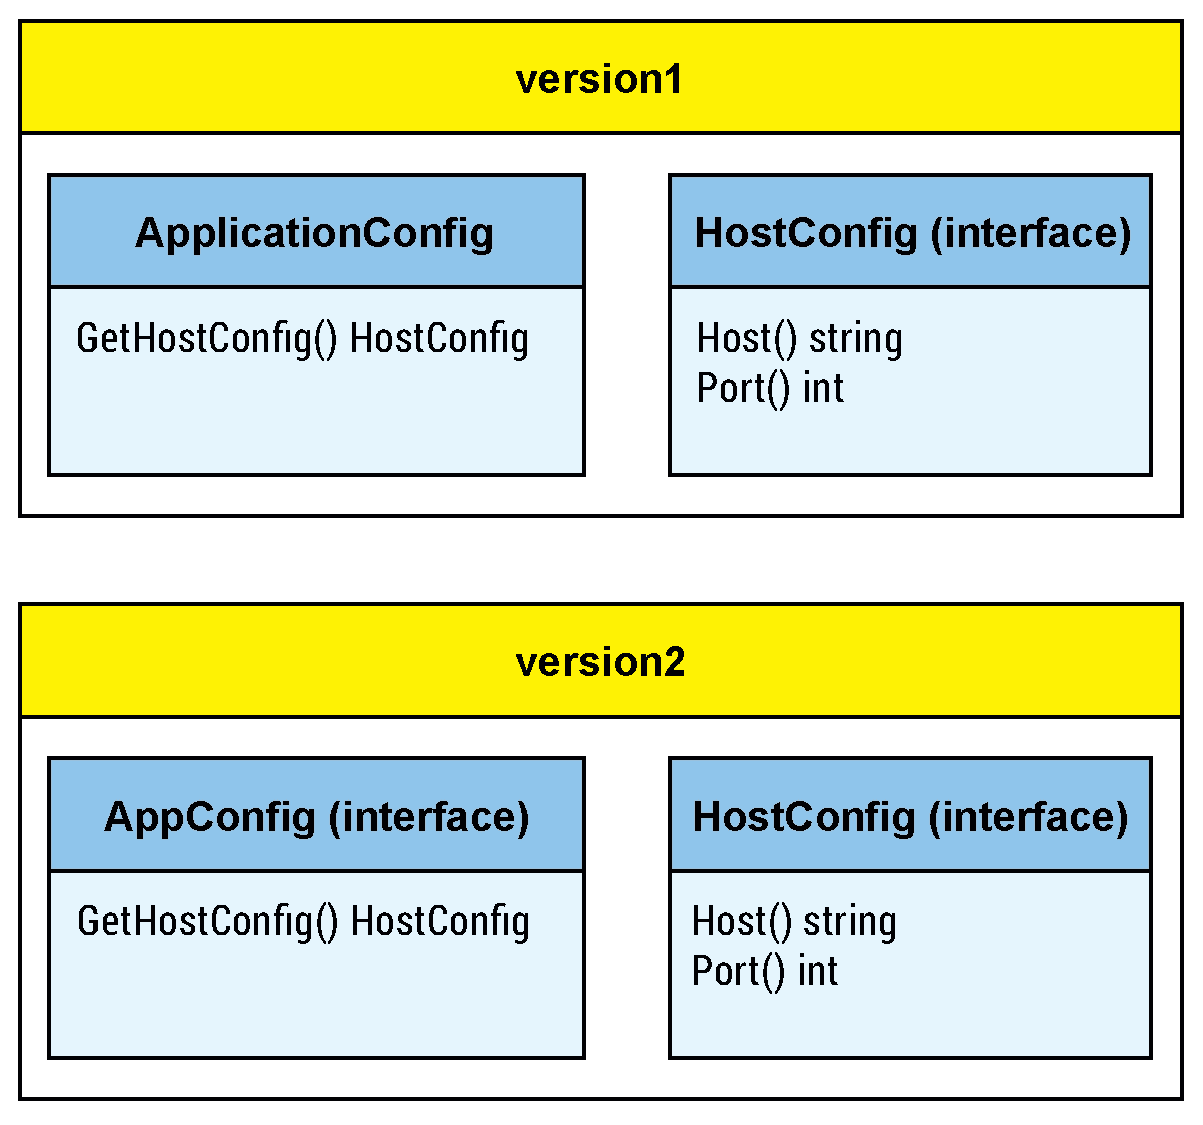 version1
ApplicationConfig
GetHostConfig() HostConfig
HostConfig (interface)
Host() string
Port() int
version2
AppConfig (interface)
GetHostConfig() HostConfig
HostConfig (interface)
Host() string
Port() int